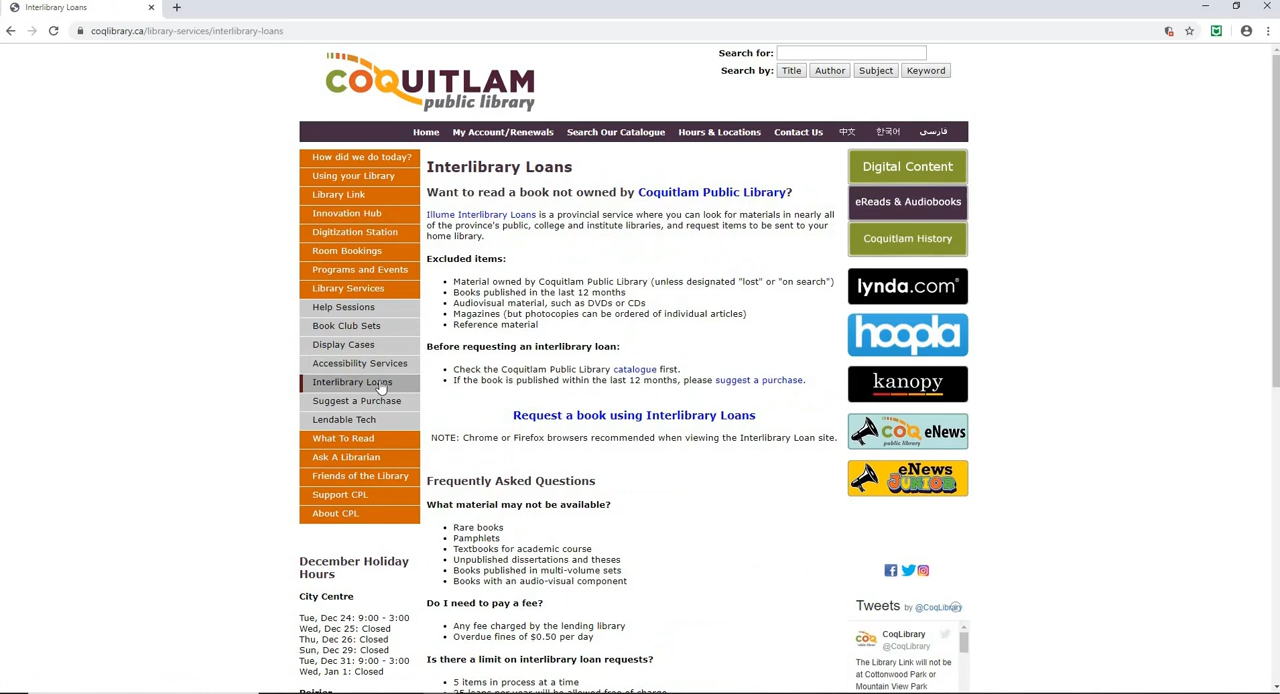 Interlibrary Loans
coqlibrary.ca/library-services/interlibrary-loans
COQUITLAM
public library
Search for:
Search by: Title Author Subject Keyword
Home My Account/Renewals Search Our Catalogue Hours & Locations Contact Us 中文 한국어 فارسی
How did we do today?
Using your Library
Library Link
Innovation Hub
Digitization Station
Room Bookings
Programs and Events
Library Services
Help Sessions
Book Club Sets
Display Cases
Accessibility Services
Interlibrary Loans
Suggest a Purchase
Lendable Tech
What To Read
Ask A Librarian
Friends of the Library
Support CPL
About CPL
December Holiday
Hours
City Centre
Tue, Dec 24: 9:00 - 3:00
Wed, Dec 25: Closed
Thu, Dec 26: Closed
Sun, Dec 29: Closed
Tue, Dec 31: 9:00 - 3:00
Wed, Jan 1: Closed
Poirier
Interlibrary Loans
Want to read a book not owned by Coquitlam Public Library?
Illume Interlibrary Loans is a provincial service where you can look for materials in nearly all
of the province's public, college and institute libraries, and request items to be sent to your
home library.
Excluded items:
Material owned by Coquitlam Public Library (unless designated "lost" or "on search")
Books published in the last 12 months
Audiovisual material, such as DVDs or CDs
Magazines (but photocopies can be ordered of individual articles)
Reference material
Before requesting an interlibrary loan:
Check the Coquitlam Public Library catalogue first.
If the book is published within the last 12 months, please suggest a purchase.
Request a book using Interlibrary Loans
NOTE: Chrome or Firefox browsers recommended when viewing the Interlibrary Loan site.
Frequently Asked Questions
What material may not be available?
Rare books
Pamphlets
Textbooks for academic course
Unpublished dissertations and theses
Books published in multi-volume sets
Books with an audio-visual component
Do I need to pay a fee?
Any fee charged by the lending library
Overdue fines of $0.50 per day
Is there a limit on interlibrary loan requests?
5 items in process at a time
25 loans per year will be allowed free of charge
Digital Content
eReads & Audiobooks
Coquitlam History
lynda.com®
hoopla
kanopy
COQ eNews
public library
eNews
JUNIOR
Tweets by @CoqLibrary
CoqLibrary
@CoqLibrary
The Library Link will not be
at Cottonwood Park or
Mountain View Park